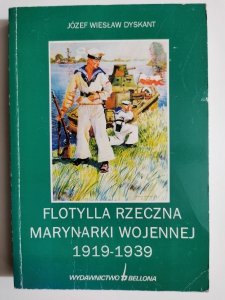 JÓZEF WIESŁAW DYSKANT
FLOTYLLA RZECZNA
MARYNARKI WOJENNEJ
1919-1939
WYDAWNICTWO BELLONA